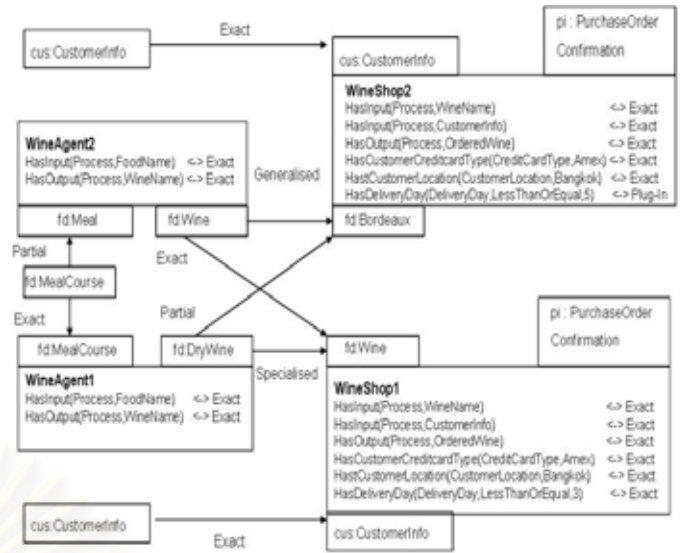 Exact
pi : PurchaseOrder
Confirmation
cus:CustomerInfo
cus:CustomerInfo
WineShop2
HasInput(Process,WineName) <-> Exact
HasInput(Process,CustomerInfo) <-> Exact
HasOutput(Process,OrderedWine) <-> Exact
HasCustomerCreditcardType(CreditCardType,Amex) <-> Exact
HastCustomerLocation(CustomerLocation,Bangkok) <-> Exact
HasDeliveryDay(DeliveryDay,LessThanOrEqual,5) <-> Plug-In
WineAgent2
HasInput(Process,FoodName) <-> Exact
HasOutput(Process,WineName) <-> Exact
Generalised
fd:Meal
fd:Wine
fd:Bordeaux
Partial
Exact
fd:MealCourse
Exact
Partial
pi : PurchaseOrder
Confirmation
fd:MealCourse
fd:DryWine
fd:Wine
Specialised
WineAgent1
HasInput(Process,FoodName) <-> Exact
HasOutput(Process,WineName) <-> Exact
WineShop1
HasInput(Process,WineName) <-> Exact
HasInput(Process,CustomerInfo) <-> Exact
HasOutput(Process,OrderedWine) <-> Exact
HasCustomerCreditcardType(CreditCardType,Amex) <-> Exact
HastCustomerLocation(CustomerLocation,Bangkok) <-> Exact
HasDeliveryDay(DeliveryDay,LessThanOrEqual,3) <-> Exact
cus:CustomerInfo
Exact
cus:CustomerInfo